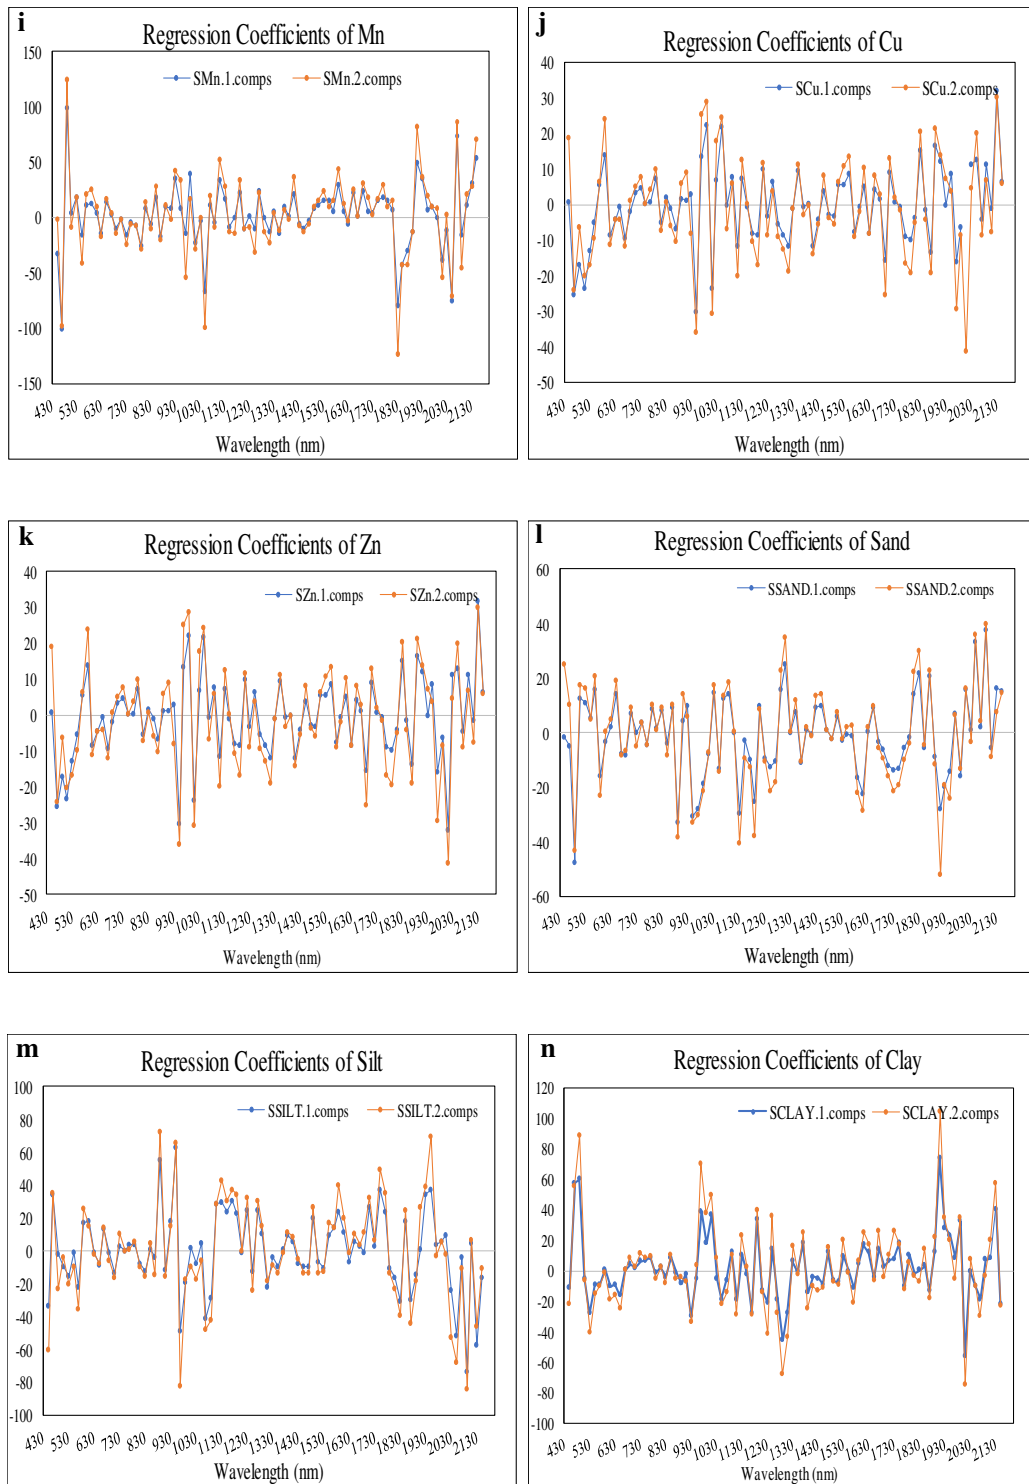 i
Regression Coefficients of Mn
SMn.1.comps SMn.2.comps
150
100
50
0
-50
-100
-150
430 530 630 730 830 930 1030 1130 1230 1330 1430 1530 1630 1730 1830 1930 2030 2130
Wavelength (nm)
j
Regression Coefficients of Cu
SCu.1.comps SCu.2.comps
40
30
20
10
0
-10
-20
-30
-40
-50
430 530 630 730 830 930 1030 1130 1230 1330 1430 1530 1630 1730 1830 1930 2030 2130
Wavelength (nm)
k
Regression Coefficients of Zn
SZn.1.comps SZn.2.comps
40
30
20
10
0
-10
-20
-30
-40
-50
430 530 630 730 830 930 1030 1130 1230 1330 1430 1530 1630 1730 1830 1930 2030 2130
Wavelength (nm)
l
Regression Coefficients of Sand
SSAND.1.comps SSAND.2.comps
60
40
20
0
-20
-40
-60
430 530 630 730 830 930 1030 1130 1230 1330 1430 1530 1630 1730 1830 1930 2030 2130
Wavelength (nm)
m
Regression Coefficients of Silt
SSILT.1.comps SSILT.2.comps
100
80
60
40
20
0
-20
-40
-60
-80
-100
430 530 630 730 830 930 1030 1130 1230 1330 1430 1530 1630 1730 1830 1930 2030 2130
Wavelength (nm)
n
Regression Coefficients of Clay
SCLAY.1.comps SCLAY.2.comps
120
100
80
60
40
20
0
-20
-40
-60
-80
-100
430 530 630 730 830 930 1030 1130 1230 1330 1430 1530 1630 1730 1830 1930 2030 2130
Wavelength (nm)